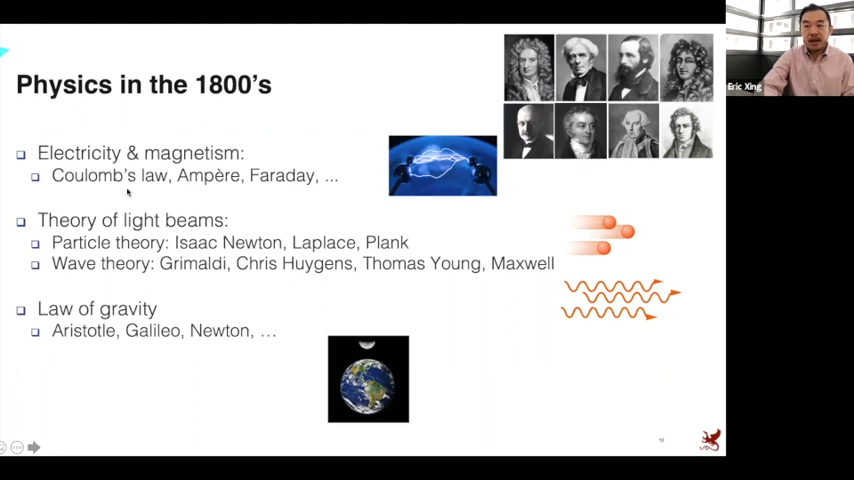 Physics in the 1800's
Eric Xing
Electricity & magnetism:
Coulomb's law, Ampère, Faraday, ...
Theory of light beams:
Particle theory: Isaac Newton, Laplace, Plank
Wave theory: Grimaldi, Chris Huygens, Thomas Young, Maxwell
Law of gravity
Aristotle, Galileo, Newton, …